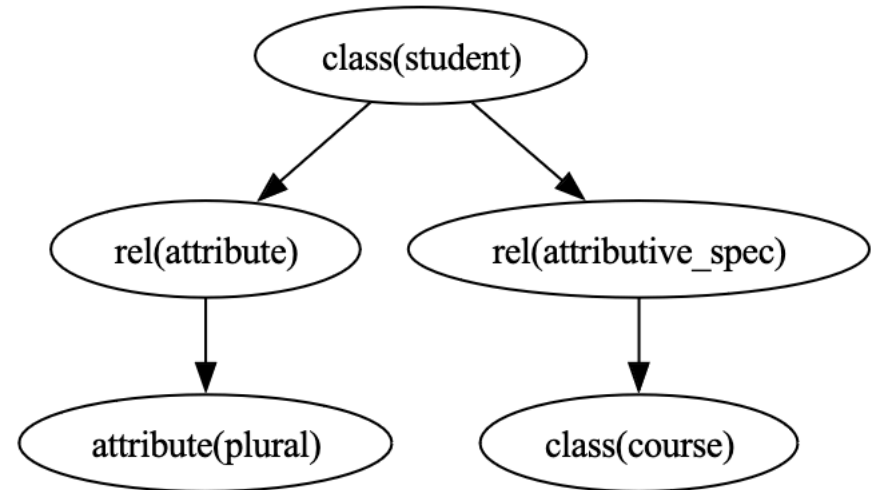 class(student)
rel(attribute)
rel(attributive_spec)
attribute(plural)
class(course)